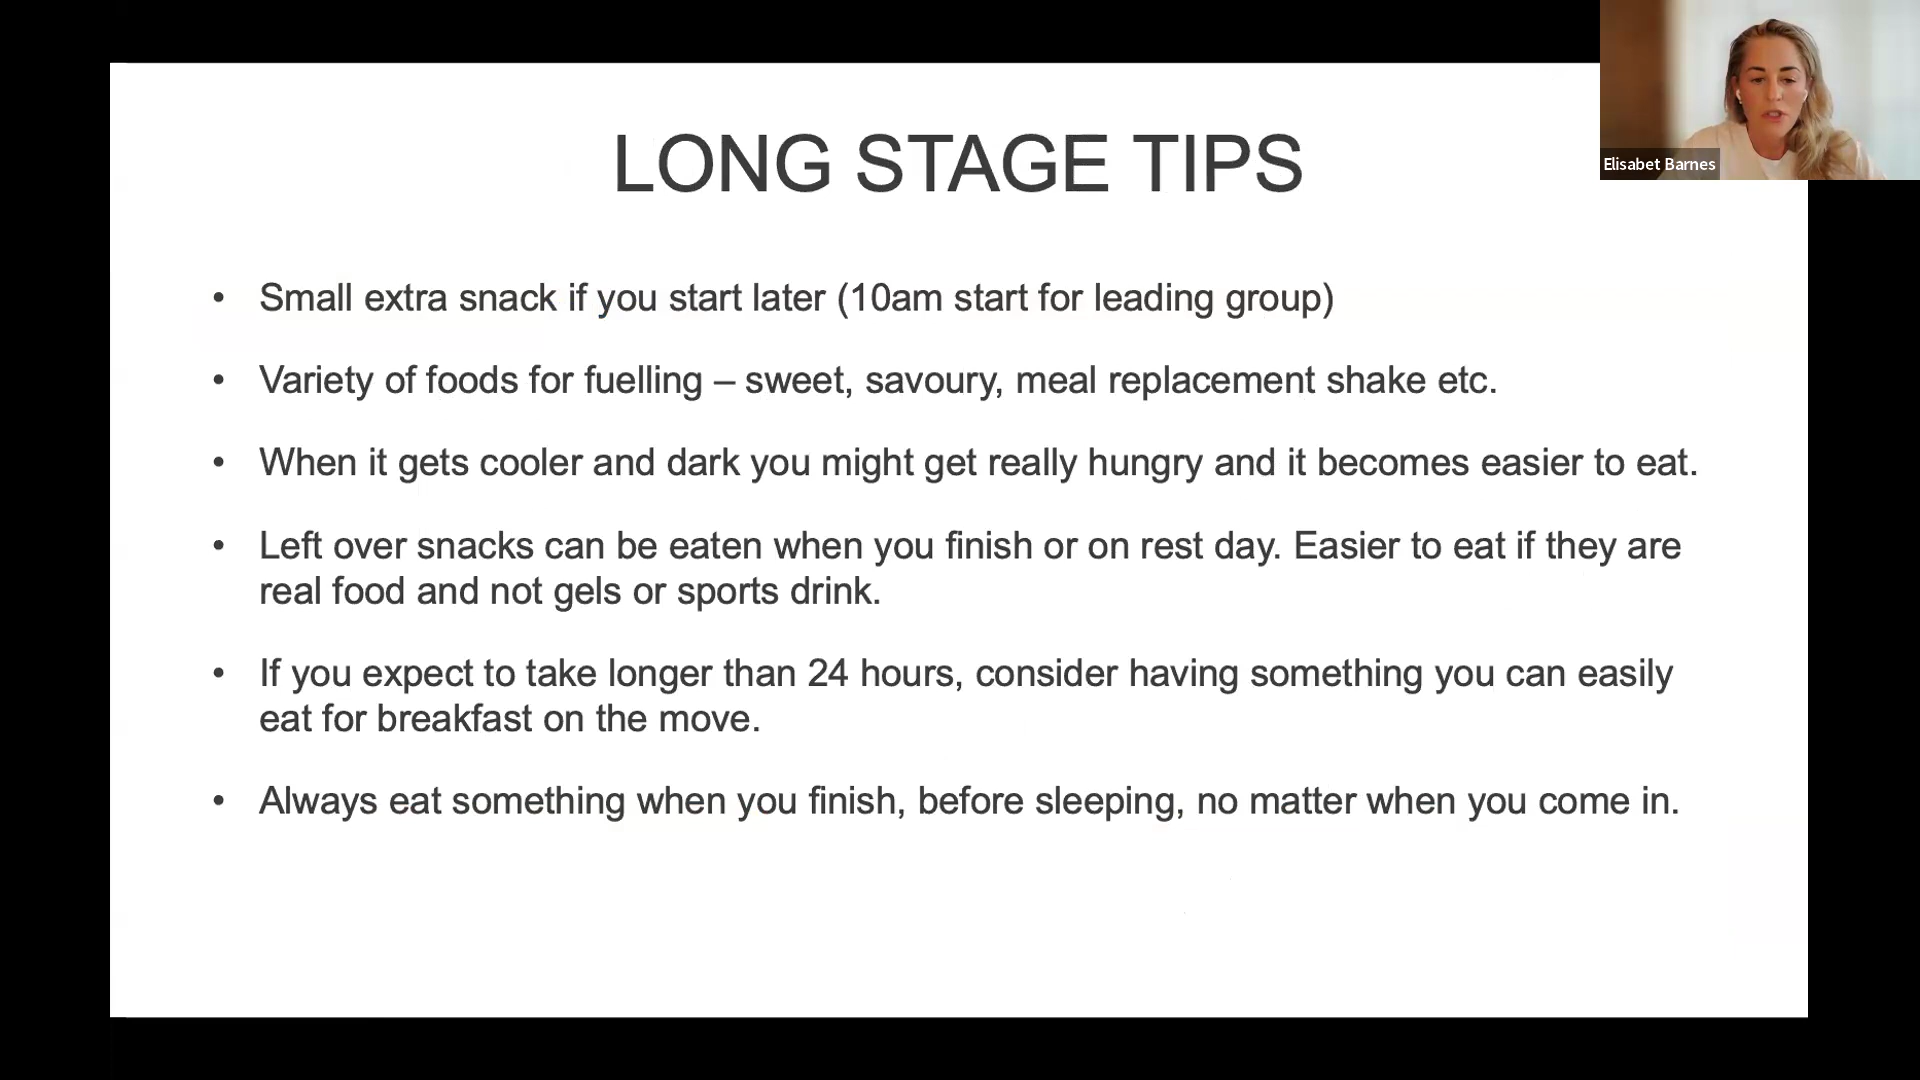 LONG STAGE TIPS
Elisabet Barnes
• Small extra snack if you start later (10am start for leading group)
• Variety of foods for fuelling – sweet, savoury, meal replacement shake etc.
• When it gets cooler and dark you might get really hungry and it becomes easier to eat.
• Left over snacks can be eaten when you finish or on rest day. Easier to eat if they are
real food and not gels or sports drink.
• If you expect to take longer than 24 hours, consider having something you can easily
eat for breakfast on the move.
• Always eat something when you finish, before sleeping, no matter when you come in.